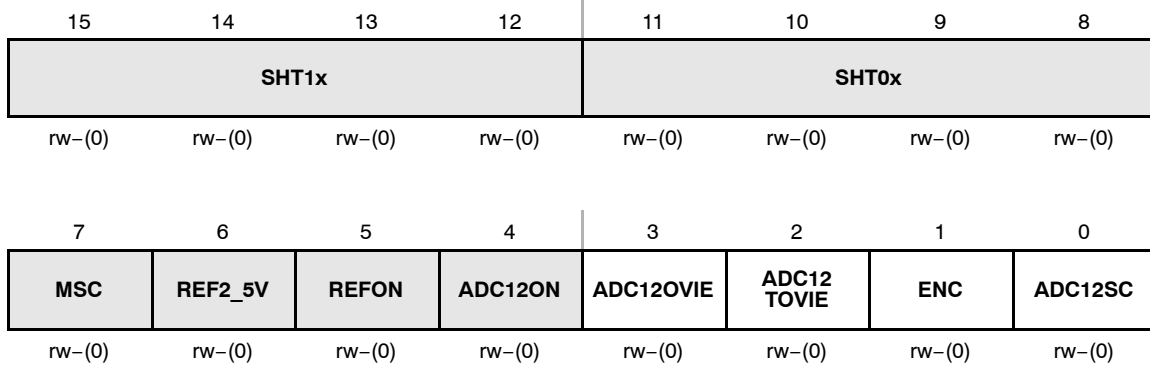 15 14 13 12 11 10 9 8
SHT1x SHT0x
rw−(0) rw−(0) rw−(0) rw−(0) rw−(0) rw−(0) rw−(0) rw−(0)
7 6 5 4 3 2 1 0
MSC REF2_5V REFON ADC12ON ADC12OVIE ADC12 TOVIE ENC ADC12SC
rw−(0) rw−(0) rw−(0) rw−(0) rw−(0) rw−(0) rw−(0) rw−(0)